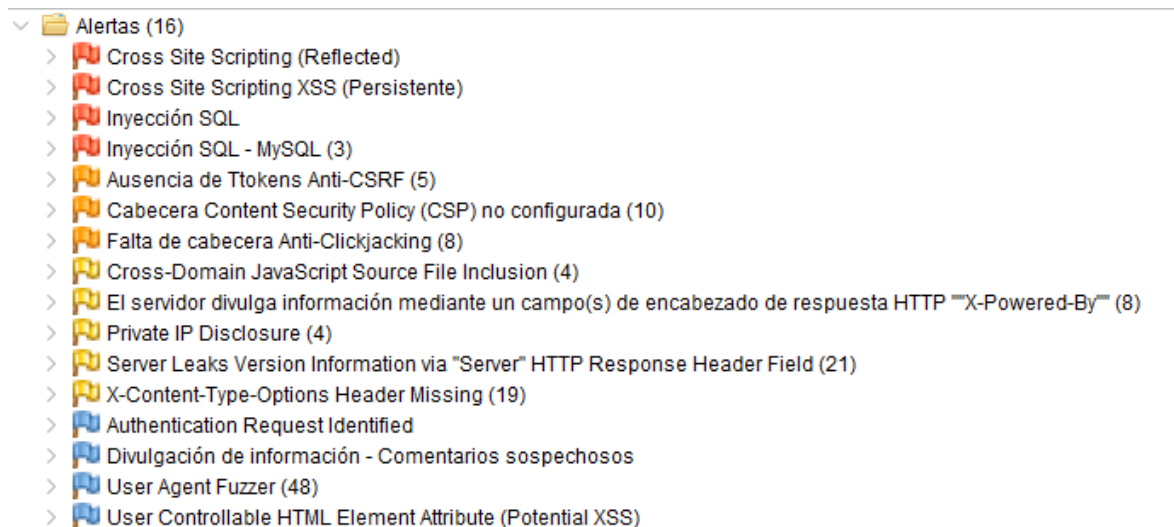 Alertas (16)
Cross Site Scripting (Reflected)
Cross Site Scripting XSS (Persistente)
Inyección SQL
Inyección SQL - MySQL (3)
Ausencia de Ttokens Anti-CSRF (5)
Cabecera Content Security Policy (CSP) no configurada (10)
Falta de cabecera Anti-Clickjacking (8)
Cross-Domain JavaScript Source File Inclusion (4)
El servidor divulga información mediante un campo(s) de encabezado de respuesta HTTP ""X-Powered-By"" (8)
Private IP Disclosure (4)
Server Leaks Version Information via "Server" HTTP Response Header Field (21)
X-Content-Type-Options Header Missing (19)
Authentication Request Identified
Divulgación de información - Comentarios sospechosos
User Agent Fuzzer (48)
User Controllable HTML Element Attribute (Potential XSS)